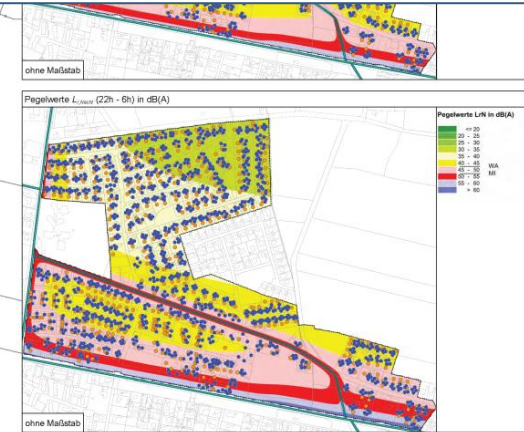 ohne Maßstab
Pegelwerte Lr,Nacht (22h - 6h) in dB(A)
Pegelwerte LrN in dB(A)
<= 20
20 - 25
25 - 30
30 - 35
35 - 40
40 - 45
WA
45 - 50
MI
50 - 55
55 - 60
> 60
ohne Maßstab